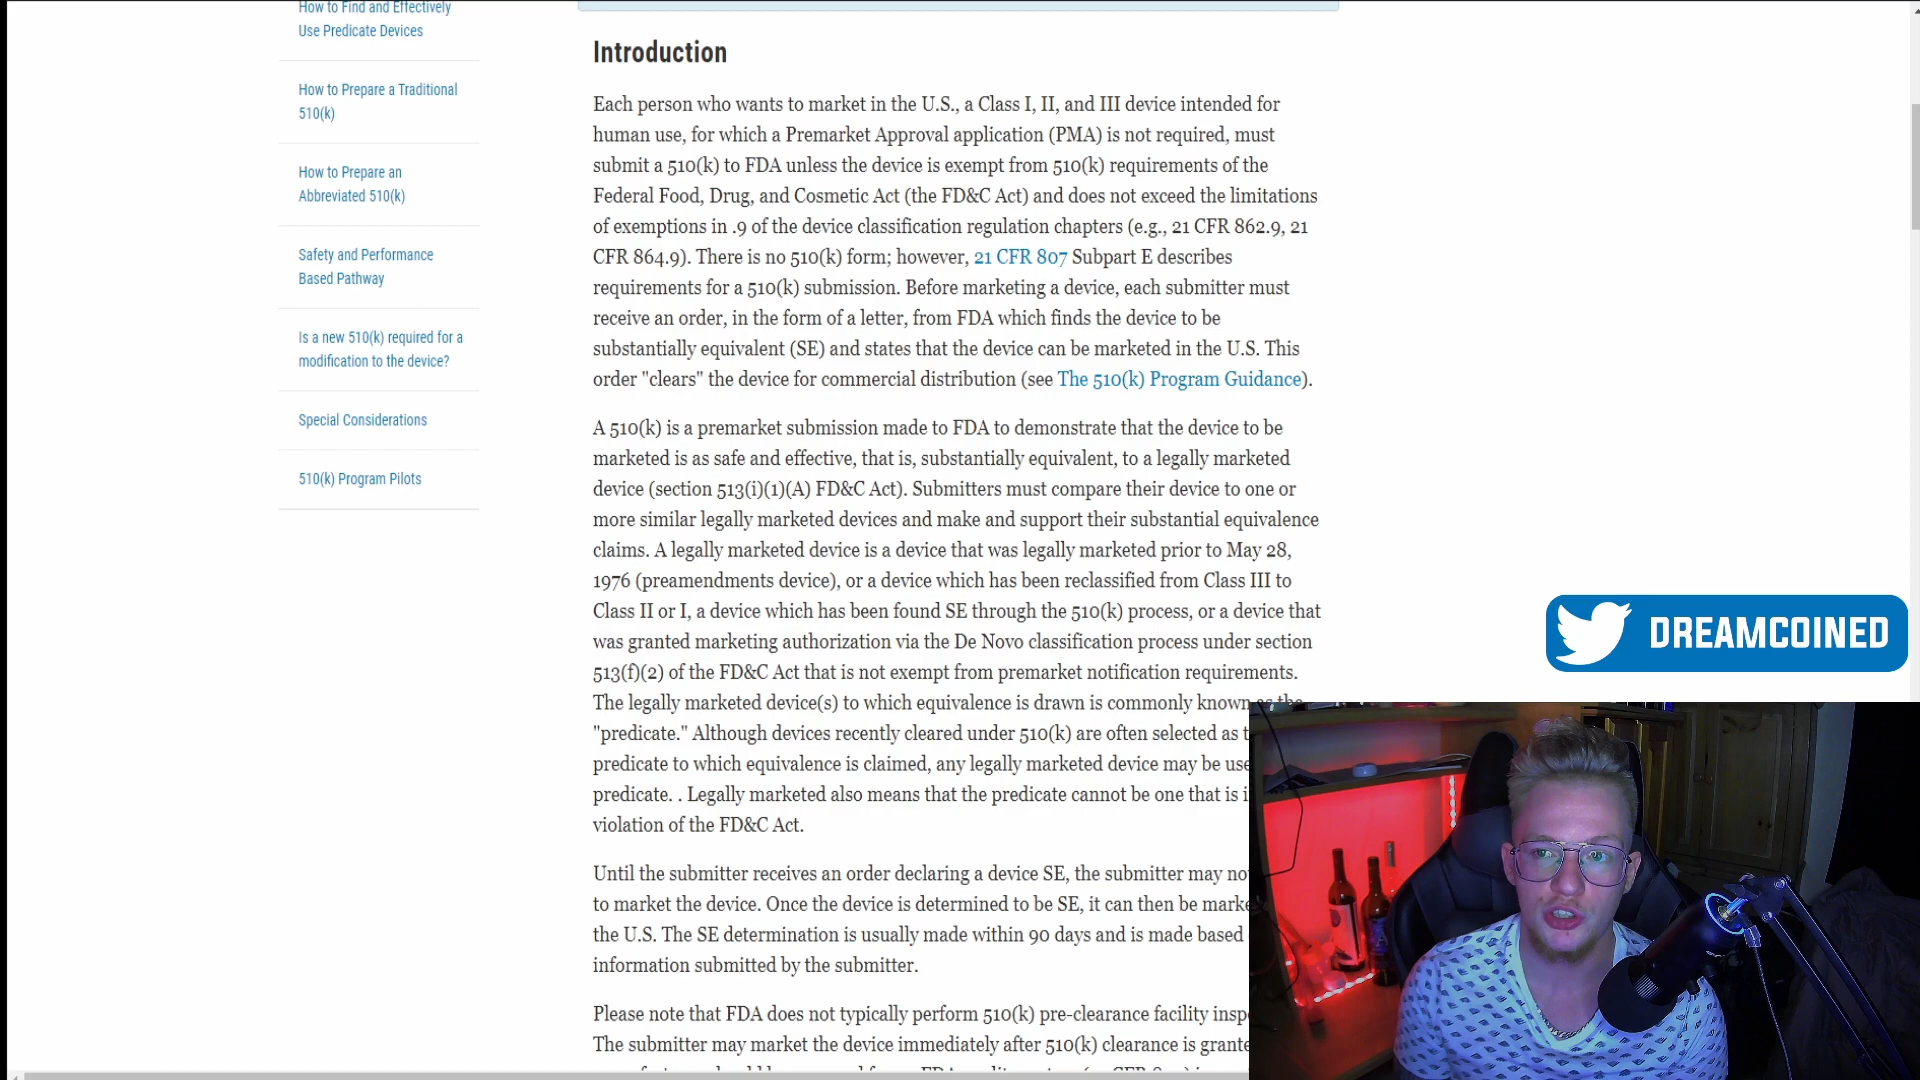 How to Find and Effectively
Use Predicate Devices
How to Prepare a Traditional
510(k)
How to Prepare an
Abbreviated 510(k)
Safety and Performance
Based Pathway
Is a new 510(k) required for a
modification to the device?
Special Considerations
510(k) Program Pilots
Introduction
Each person who wants to market in the U.S., a Class I, II, and III device intended for
human use, for which a Premarket Approval application (PMA) is not required, must
submit a 510(k) to FDA unless the device is exempt from 510(k) requirements of the
Federal Food, Drug, and Cosmetic Act (the FD&C Act) and does not exceed the limitations
of exemptions in .9 of the device classification regulation chapters (e.g., 21 CFR 862.9, 21
CFR 864.9). There is no 510(k) form; however, 21 CFR 807 Subpart E describes
requirements for a 510(k) submission. Before marketing a device, each submitter must
receive an order, in the form of a letter, from FDA which finds the device to be
substantially equivalent (SE) and states that the device can be marketed in the U.S. This
order "clears" the device for commercial distribution (see The 510(k) Program Guidance).
A 510(k) is a premarket submission made to FDA to demonstrate that the device to be
marketed is as safe and effective, that is, substantially equivalent, to a legally marketed
device (section 513(i)(1)(A) FD&C Act). Submitters must compare their device to one or
more similar legally marketed devices and make and support their substantial equivalence
claims. A legally marketed device is a device that was legally marketed prior to May 28,
1976 (preamendments device), or a device which has been reclassified from Class III to
Class II or I, a device which has been found SE through the 510(k) process, or a device that
was granted marketing authorization via the De Novo classification process under section
513(f)(2) of the FD&C Act that is not exempt from premarket notification requirements.
The legally marketed device(s) to which equivalence is drawn is commonly known as the
"predicate." Although devices recently cleared under 510(k) are often selected as t
predicate to which equivalence is claimed, any legally marketed device may be use
predicate. . Legally marketed also means that the predicate cannot be one that is i
violation of the FD&C Act.
Until the submitter receives an order declaring a device SE, the submitter may no
to market the device. Once the device is determined to be SE, it can then be marke
the U.S. The SE determination is usually made within 90 days and is made based
information submitted by the submitter.
Please note that FDA does not typically perform 510(k) pre-clearance facility insp
The submitter may market the device immediately after 510(k) clearance is grante
DREAMCOINED